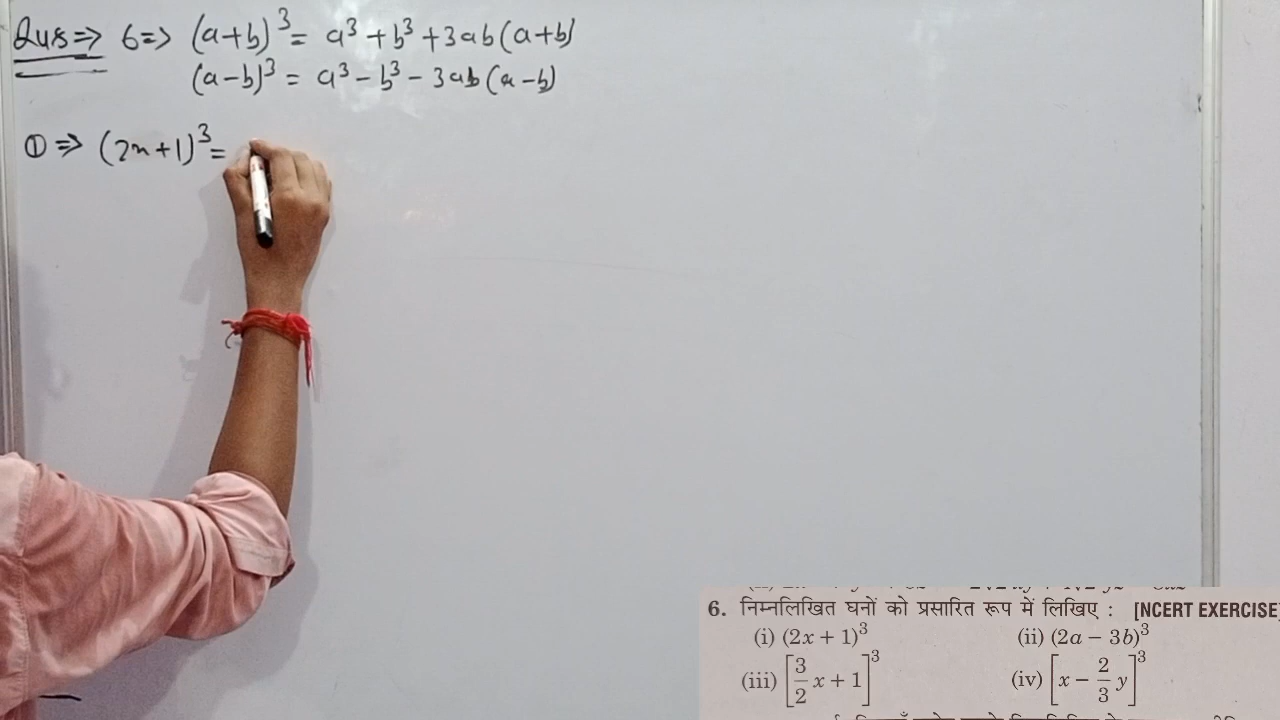 Ques => 6=> (a+b)³ = a³ + b³ + 3ab(a+b)
(a-b)³ = a³ - b³ - 3ab(a-b)
① => (2x+1)³ =
6. निम्नलिखित घनों को प्रसारित रूप में लिखिए : [NCERT EXERCISE]
(i) (2x + 1)³ (ii) (2a − 3b)³
(iii) [3/2 x + 1]³ (iv) [x − 2/3 y]³